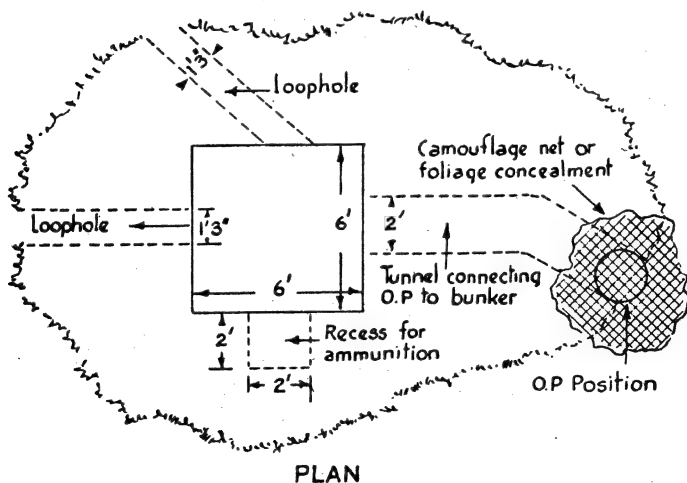 1'3"
Loophole
Camouflage net or
foliage concealment
Loophole
1'3"
6'
2'
6'
Tunnel connecting
O.P to bunker
2'
Recess for
ammunition
2'
O.P Position
PLAN